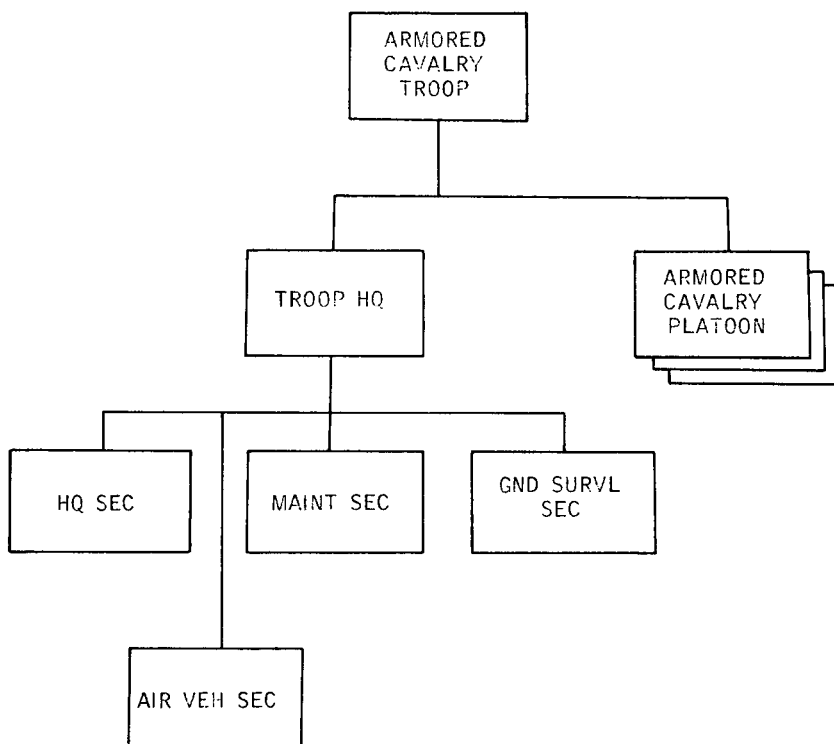 ARMORED
CAVALRY
TROOP
TROOP HQ
ARMORED
CAVALRY
PLATOON
HQ SEC
MAINT SEC
GND SURVL
SEC
AIR VEH SEC